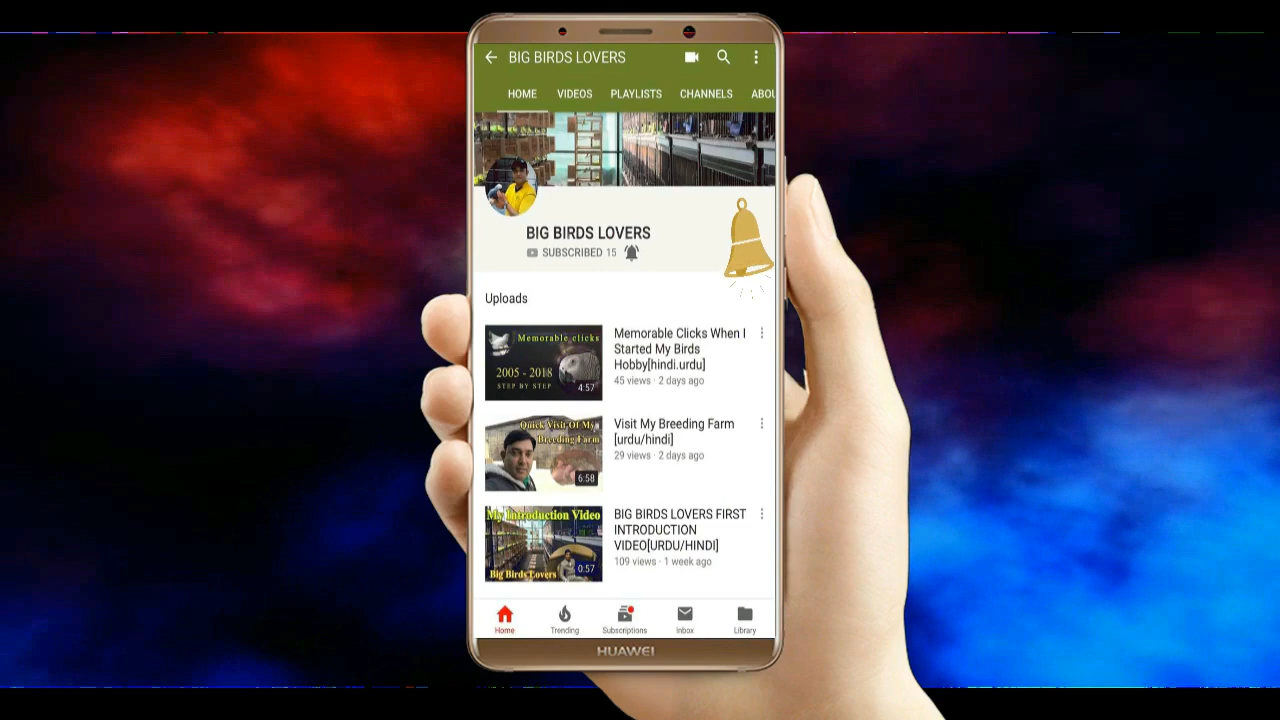 BIG BIRDS LOVERS
HOME VIDEOS PLAYLISTS CHANNELS ABOU
BIG BIRDS LOVERS
SUBSCRIBED 15
Uploads
Memorable clicks
2005 - 2018
STEP BY STEP
4:57
Memorable Clicks When I
Started My Birds
Hobby[hindi.urdu]
45 views · 2 days ago
Quick Visit Of My
Breeding Farm
6:58
Visit My Breeding Farm
[urdu/hindi]
29 views · 2 days ago
My Introduction Video
Big Birds Lovers
0:57
BIG BIRDS LOVERS FIRST
INTRODUCTION
VIDEO[URDU/HINDI]
109 views · 1 week ago
Home Trending Subscriptions Inbox Library
HUAWEI